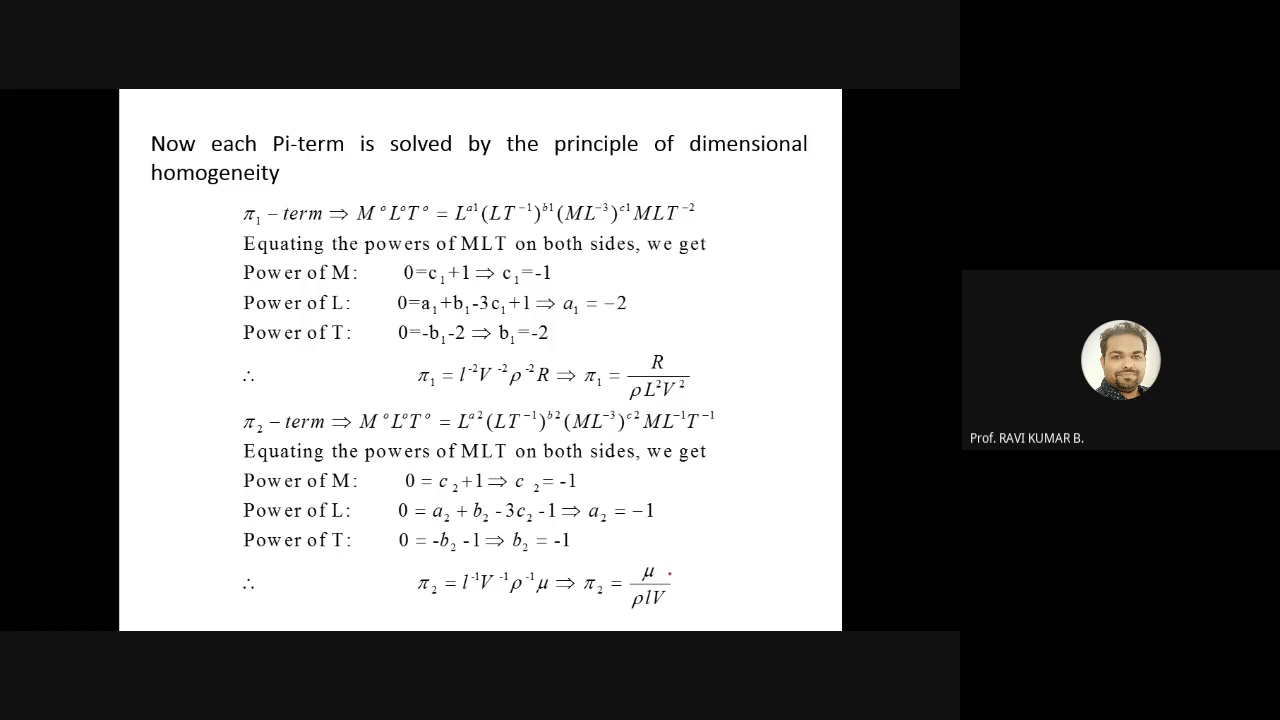 Now each Pi-term is solved by the principle of dimensional
homogeneity
π₁ – term ⇒ M°L°T° = L^a1 (LT⁻¹)^b1 (ML⁻³)^c1 MLT⁻²
Equating the powers of MLT on both sides, we get
Power of M: 0=c₁+1 ⇒ c₁=-1
Power of L: 0=a₁+b₁-3c₁+1 ⇒ a₁ = −2
Power of T: 0=-b₁-2 ⇒ b₁=-2
∴ π₁ = l⁻²V⁻²ρ⁻²R ⇒ π₁ = R / ρL²V²
π₂ – term ⇒ M°L°T° = L^a2 (LT⁻¹)^b2 (ML⁻³)^c2 ML⁻¹T⁻¹
Equating the powers of MLT on both sides, we get
Power of M: 0 = c₂+1 ⇒ c₂ = -1
Power of L: 0 = a₂ + b₂ - 3c₂ -1 ⇒ a₂ = −1
Power of T: 0 = -b₂ -1 ⇒ b₂ = -1
∴ π₂ = l⁻¹V⁻¹ρ⁻¹μ ⇒ π₂ = μ / ρlV
Prof. RAVI KUMAR B.